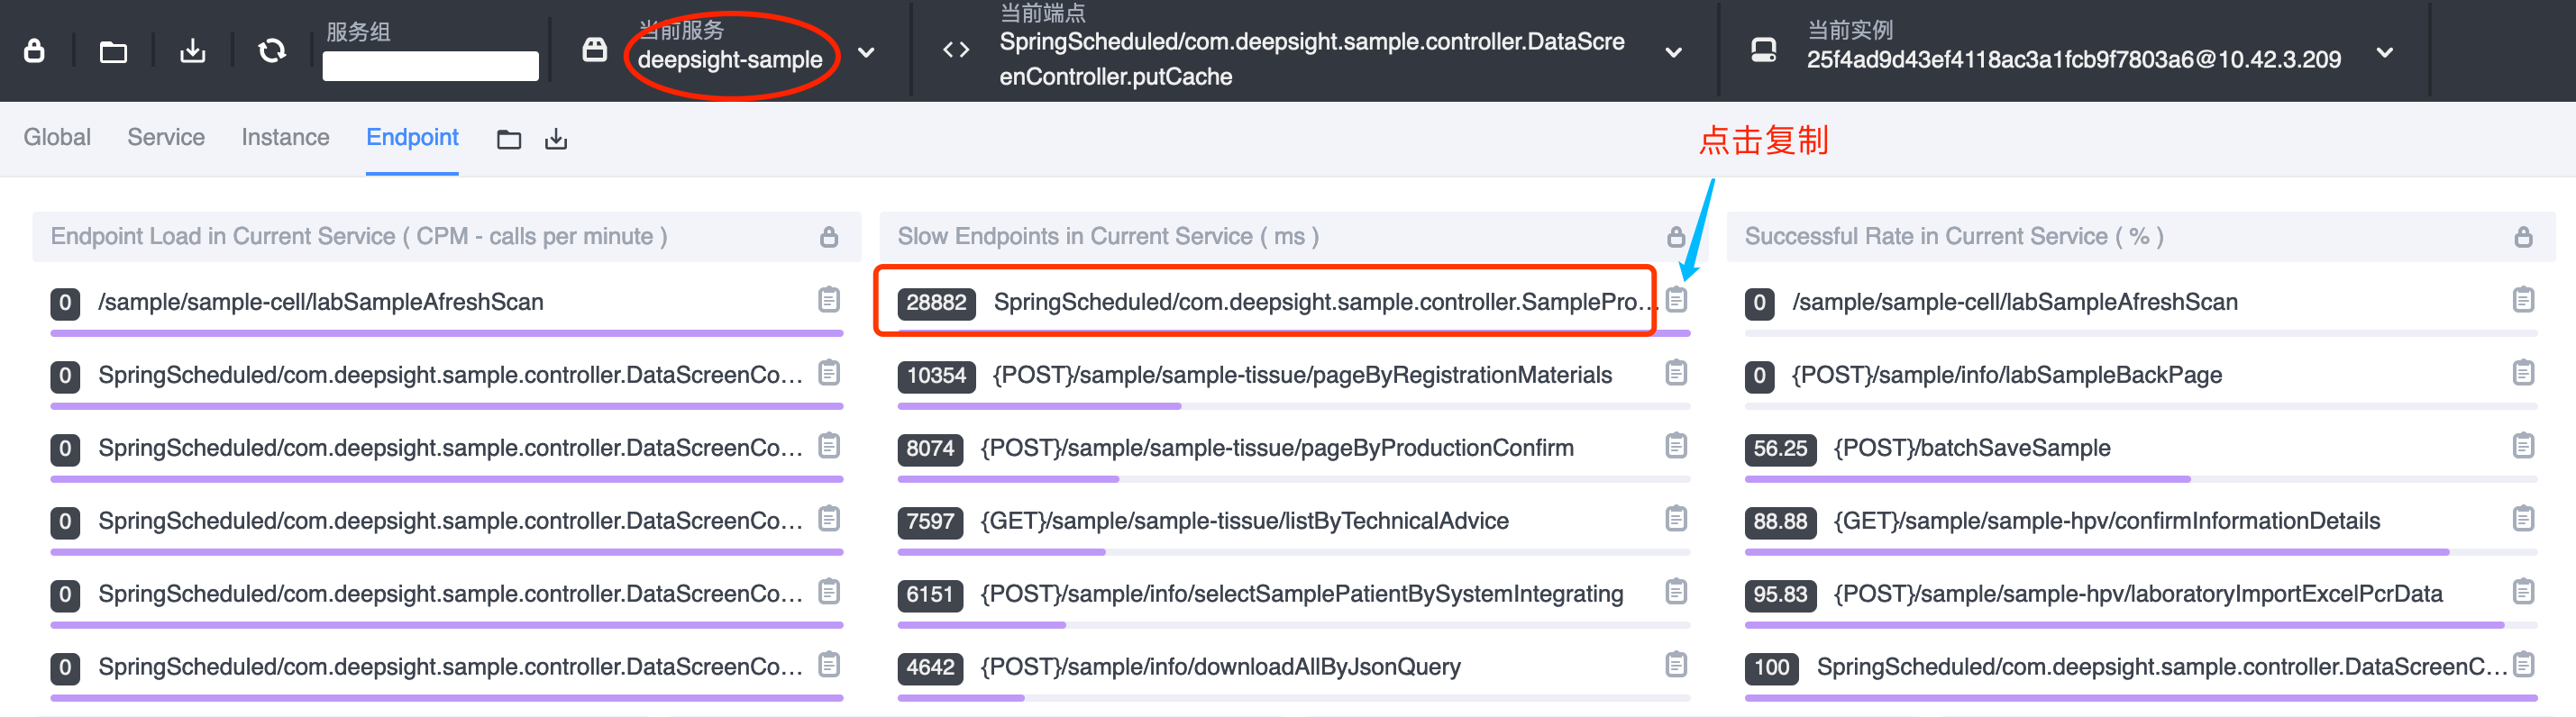 服务组
当前服务
deepsight-sample
当前端点
SpringScheduled/com.deepsight.sample.controller.DataScre
enController.putCache
当前实例
25f4ad9d43ef4118ac3a1fcb9f7803a6@10.42.3.209
Global Service Instance Endpoint
点击复制
Endpoint Load in Current Service ( CPM - calls per minute )
0 /sample/sample-cell/labSampleAfreshScan
0 SpringScheduled/com.deepsight.sample.controller.DataScreenCo...
0 SpringScheduled/com.deepsight.sample.controller.DataScreenCo...
0 SpringScheduled/com.deepsight.sample.controller.DataScreenCo...
0 SpringScheduled/com.deepsight.sample.controller.DataScreenCo...
0 SpringScheduled/com.deepsight.sample.controller.DataScreenCo...
Slow Endpoints in Current Service ( ms )
28882 SpringScheduled/com.deepsight.sample.controller.SamplePro...
10354 {POST}/sample/sample-tissue/pageByRegistrationMaterials
8074 {POST}/sample/sample-tissue/pageByProductionConfirm
7597 {GET}/sample/sample-tissue/listByTechnicalAdvice
6151 {POST}/sample/info/selectSamplePatientBySystemIntegrating
4642 {POST}/sample/info/downloadAllByJsonQuery
Successful Rate in Current Service ( % )
0 /sample/sample-cell/labSampleAfreshScan
0 {POST}/sample/info/labSampleBackPage
56.25 {POST}/batchSaveSample
88.88 {GET}/sample/sample-hpv/confirmInformationDetails
95.83 {POST}/sample/sample-hpv/laboratoryImportExcelPcrData
100 SpringScheduled/com.deepsight.sample.controller.DataScreenC...